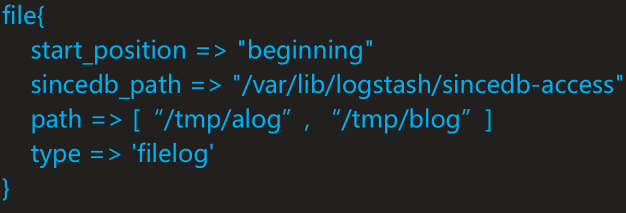 file{
start_position => "beginning"
sincedb_path => "/var/lib/logstash/sincedb-access"
path => [“/tmp/alog”, “/tmp/blog”]
type => 'filelog'
}